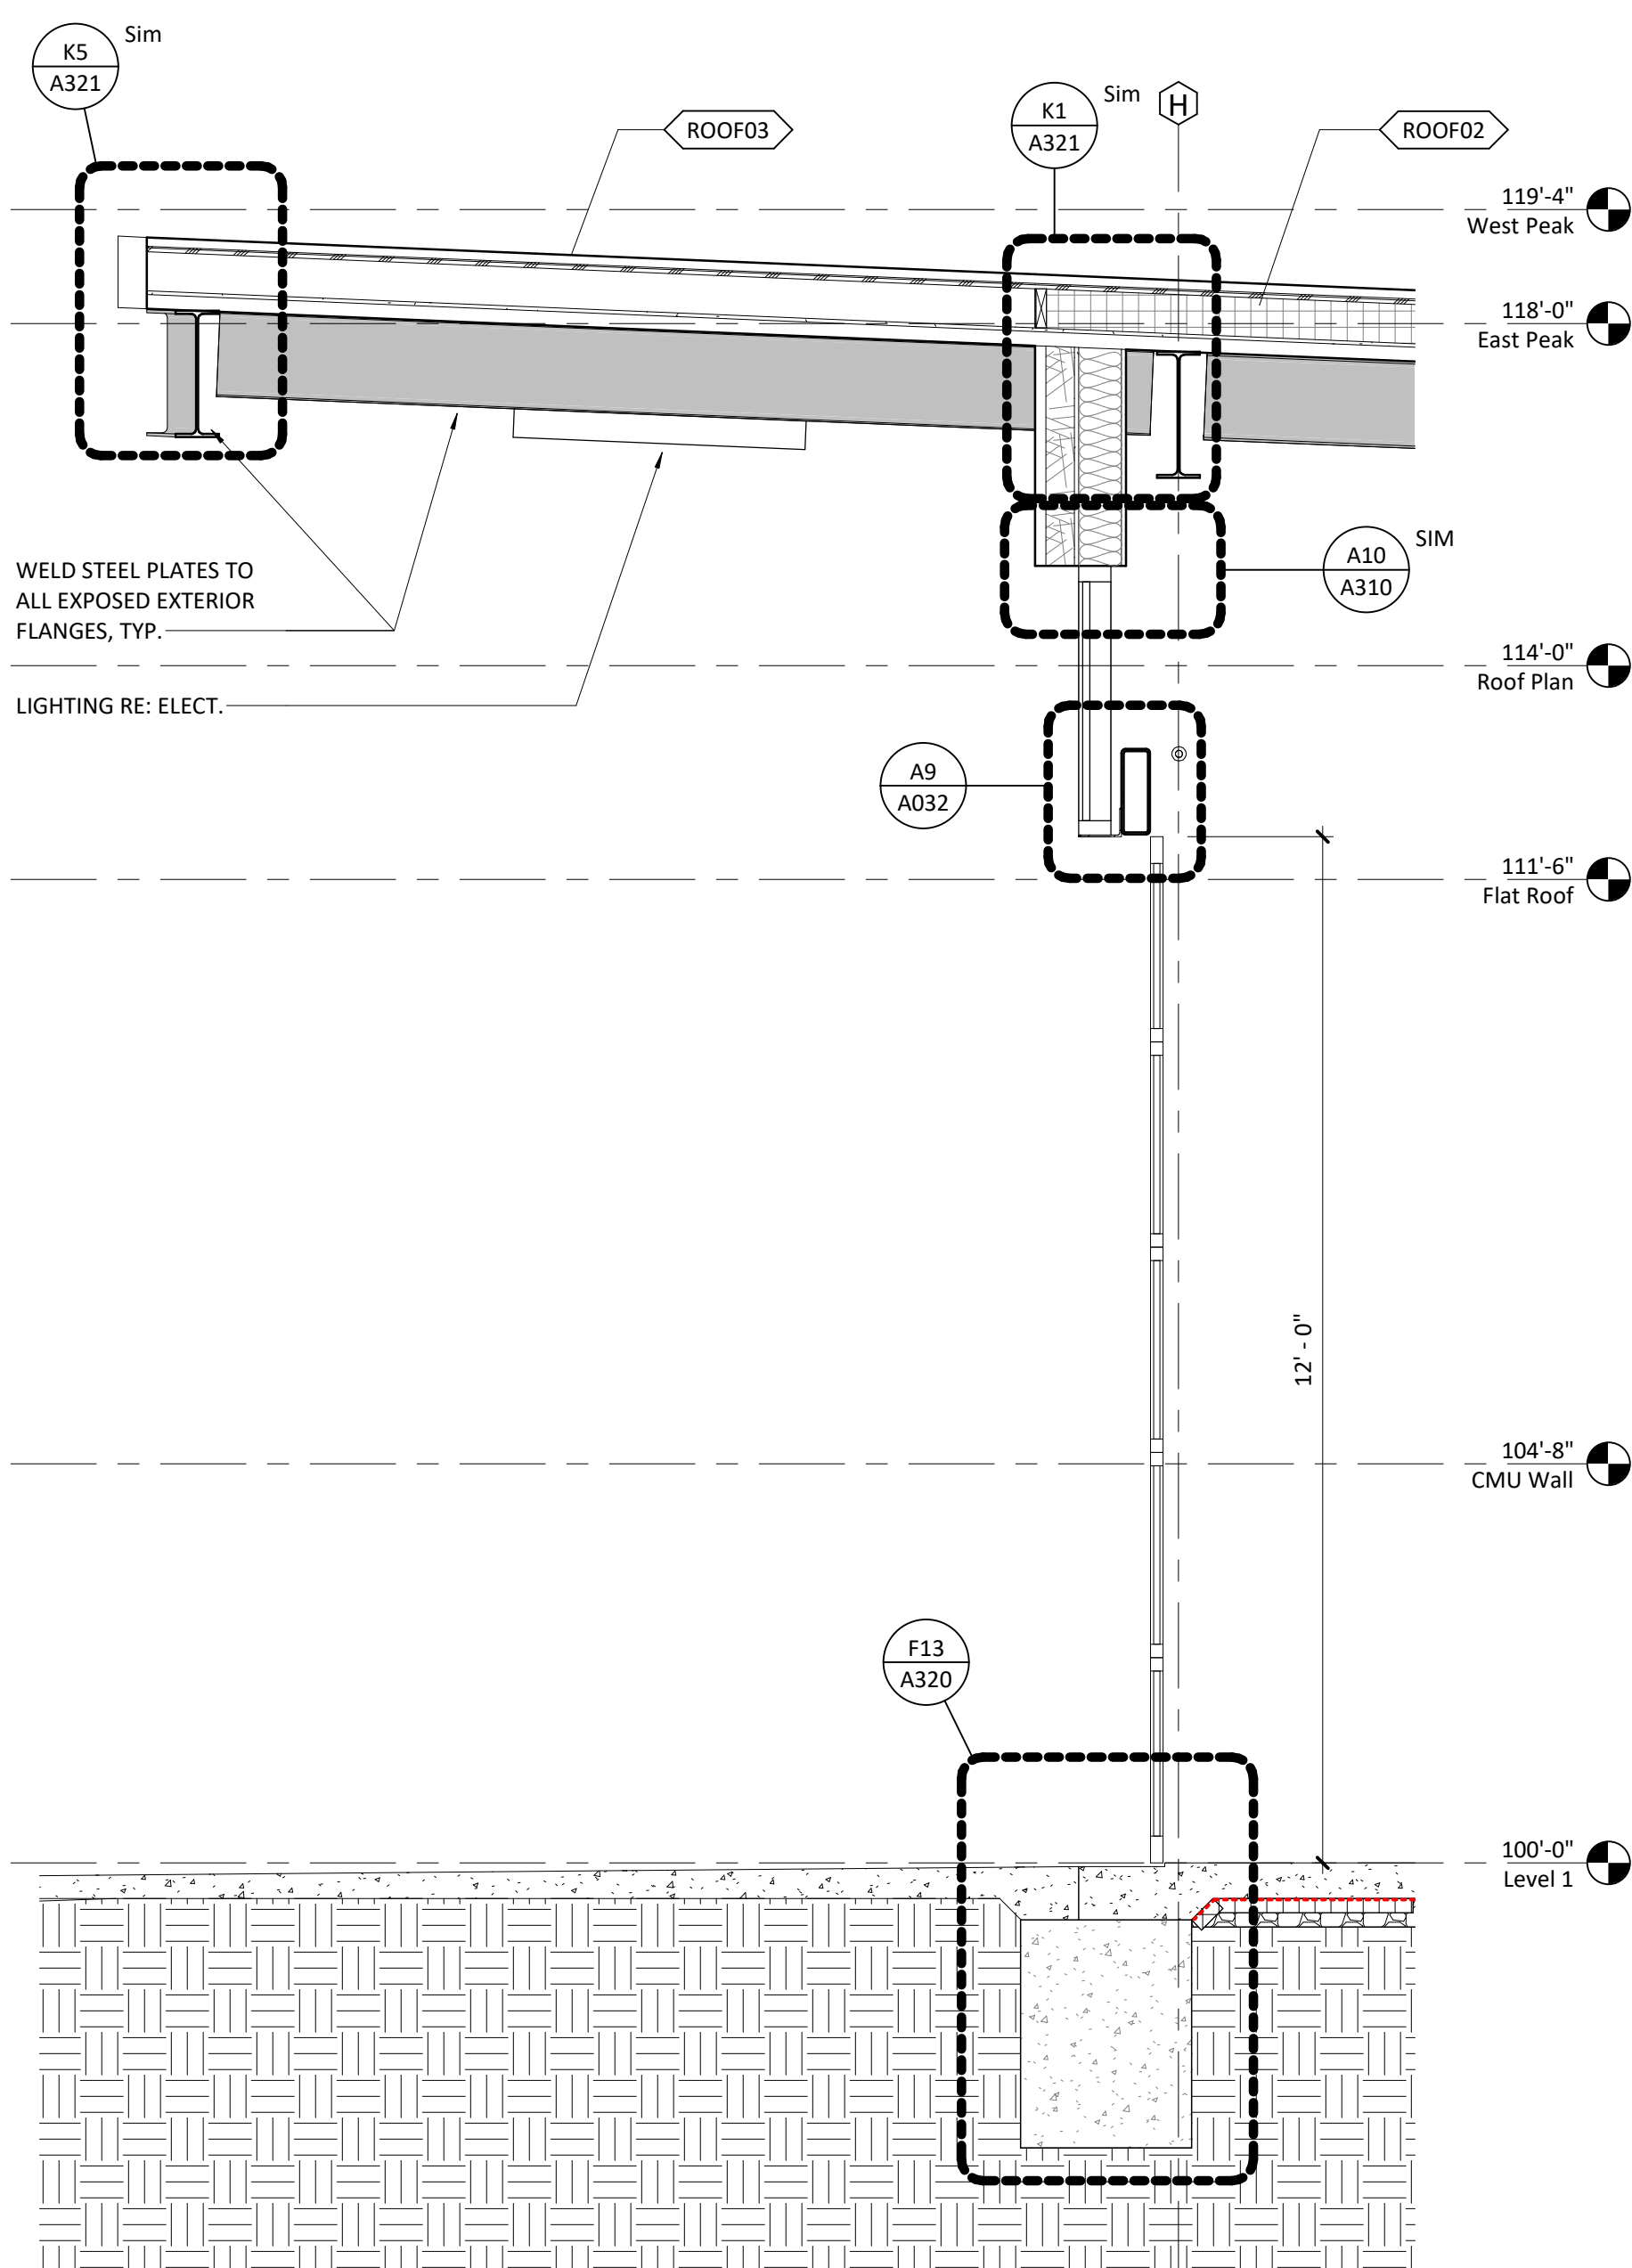 K5
A321
Sim
K1
A321
Sim
H
ROOF03
ROOF02
119'-4"
West Peak
118'-0"
East Peak
WELD STEEL PLATES TO
ALL EXPOSED EXTERIOR
FLANGES, TYP.
A10
A310
SIM
114'-0"
Roof Plan
LIGHTING RE: ELECT.
A9
A032
111'-6"
Flat Roof
12' - 0"
104'-8"
CMU Wall
F13
A320
100'-0"
Level 1